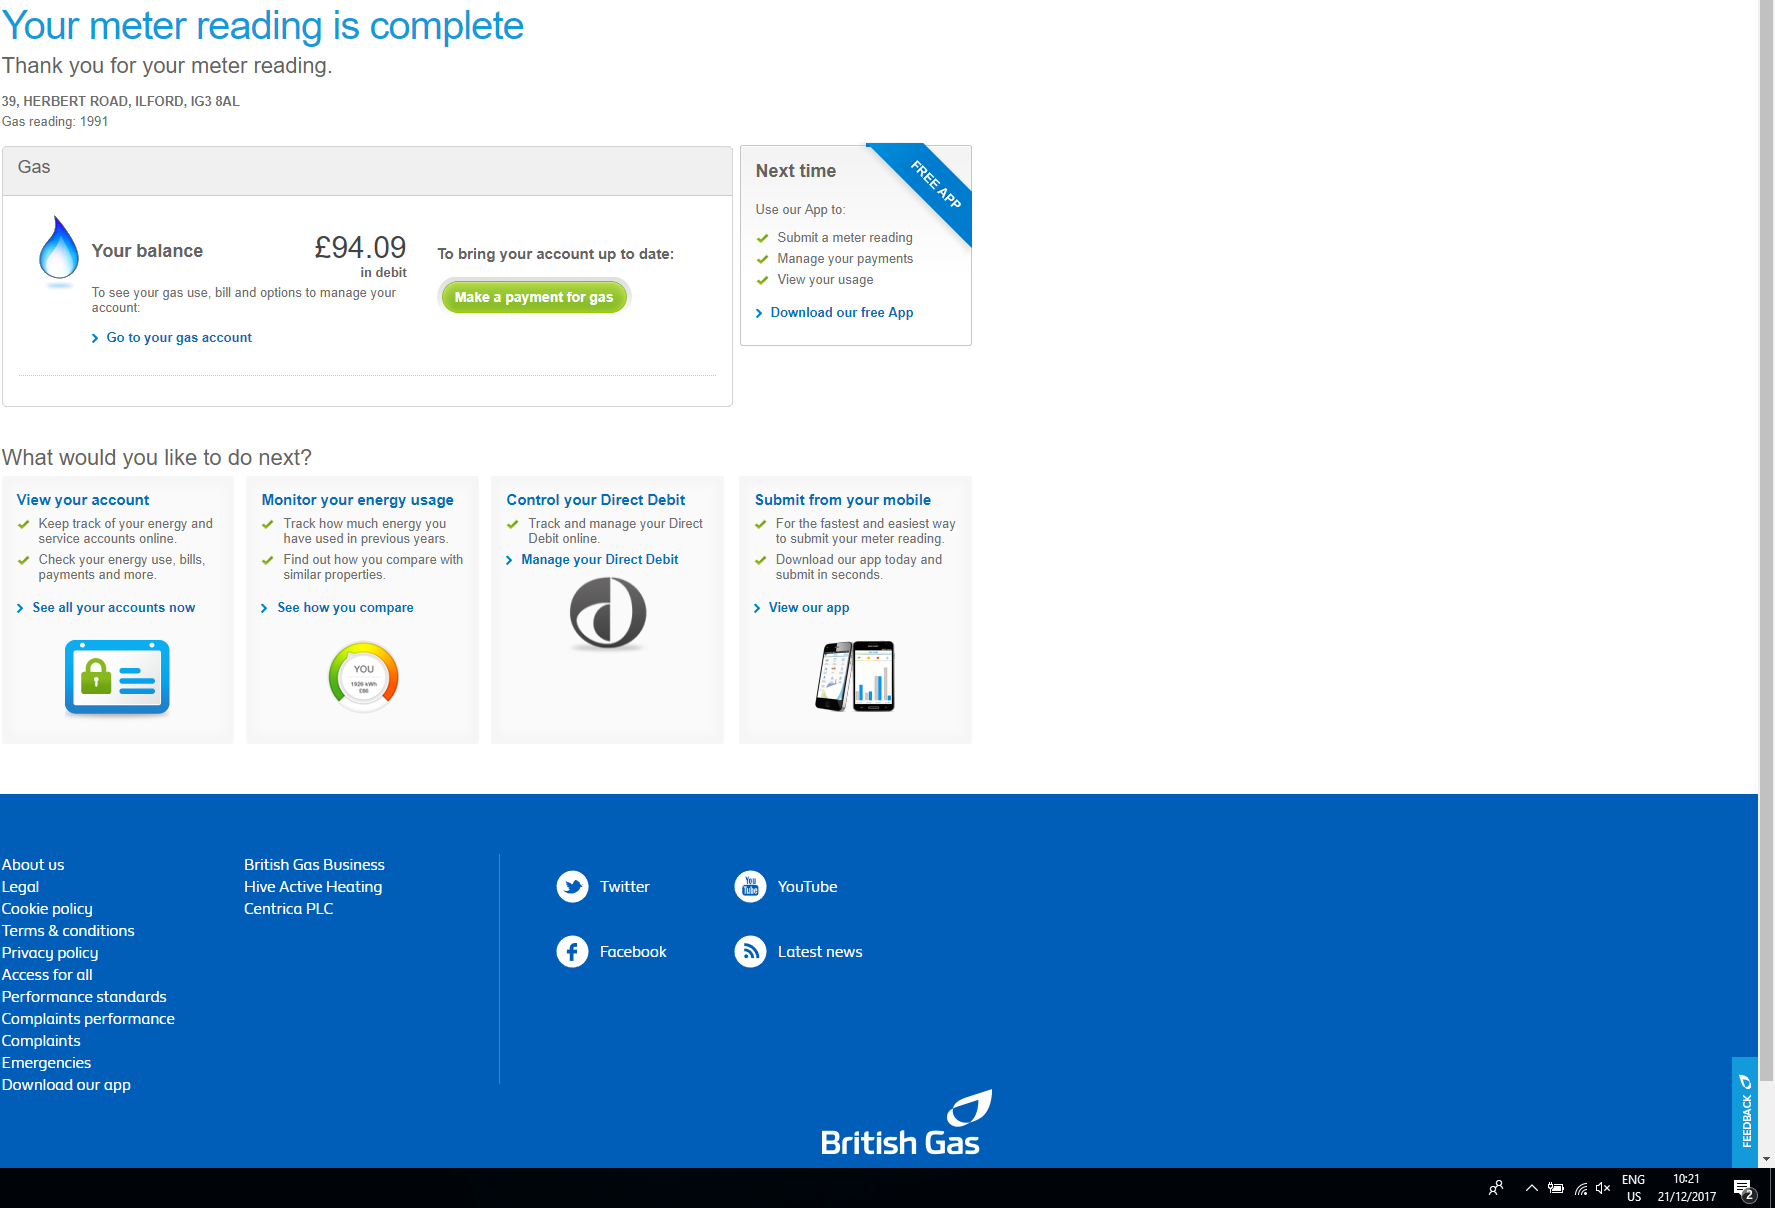 Your meter reading is complete
Thank you for your meter reading.
39, HERBERT ROAD, ILFORD, IG3 8AL
Gas reading: 1991
Gas
Your balance
£94.09
in debit
To see your gas use, bill and options to manage your
account:
Go to your gas account
To bring your account up to date:
Make a payment for gas
Next time
FREE APP
Use our App to:
Submit a meter reading
Manage your payments
View your usage
Download our free App
What would you like to do next?
View your account
Keep track of your energy and
service accounts online.
Check your energy use, bills,
payments and more.
See all your accounts now
Monitor your energy usage
Track how much energy you
have used in previous years.
Find out how you compare with
similar properties.
See how you compare
YOU
1926 kWh
£86
Control your Direct Debit
Track and manage your Direct
Debit online.
Manage your Direct Debit
Submit from your mobile
For the fastest and easiest way
to submit your meter reading.
Download our app today and
submit in seconds.
View our app
About us
Legal
Cookie policy
Terms & conditions
Privacy policy
Access for all
Performance standards
Complaints performance
Complaints
Emergencies
Download our app
British Gas Business
Hive Active Heating
Centrica PLC
Twitter
You
Tube
YouTube
Facebook
Latest news
British Gas
FEEDBACK
ENG
US
10:21
21/12/2017
2